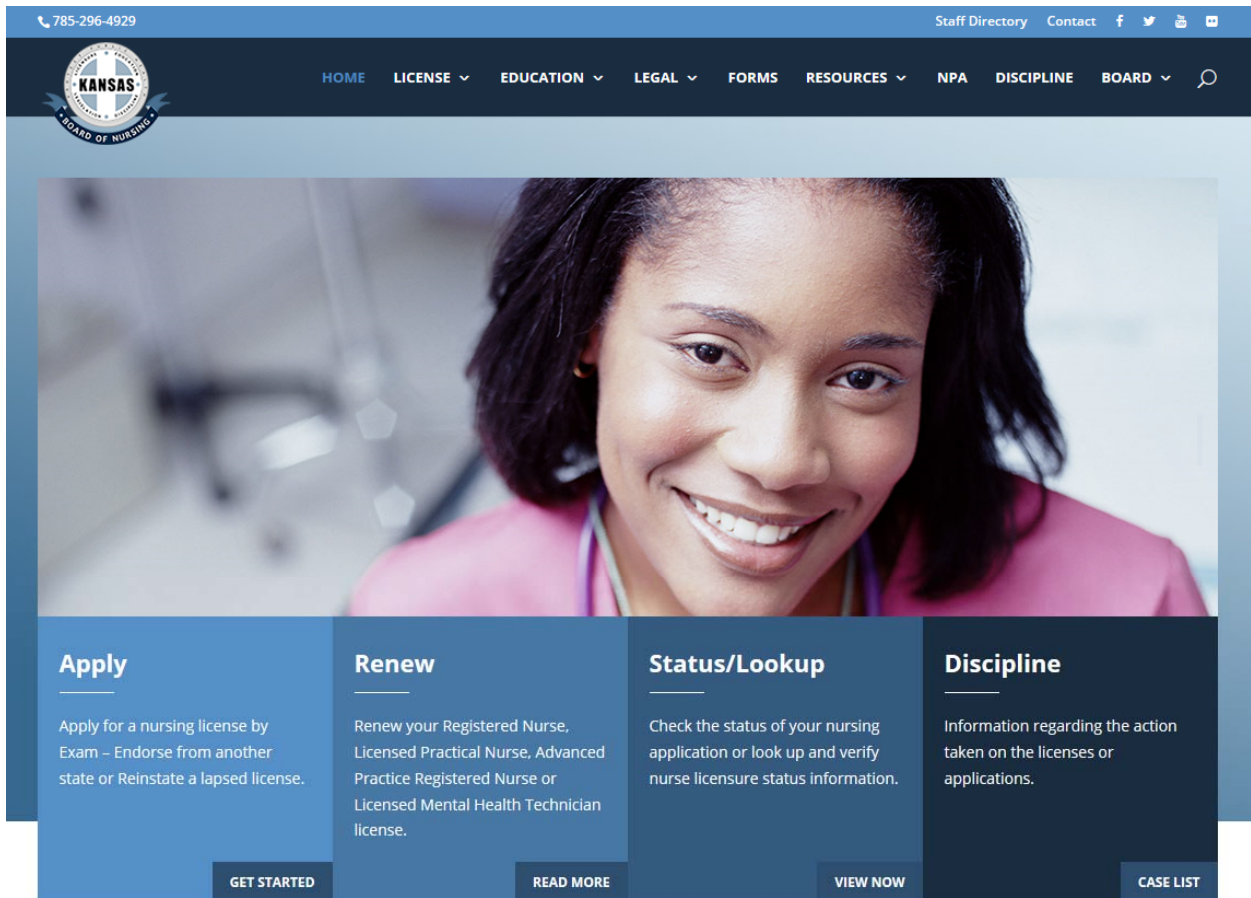 785-296-4929
Staff Directory Contact
KANSAS
BOARD OF NURSING
HOME LICENSE EDUCATION LEGAL FORMS RESOURCES NPA DISCIPLINE BOARD
Apply
Apply for a nursing license by
Exam – Endorse from another
state or Reinstate a lapsed license.
GET STARTED
Renew
Renew your Registered Nurse,
Licensed Practical Nurse, Advanced
Practice Registered Nurse or
Licensed Mental Health Technician
license.
READ MORE
Status/Lookup
Check the status of your nursing
application or look up and verify
nurse licensure status information.
VIEW NOW
Discipline
Information regarding the action
taken on the licenses or
applications.
CASE LIST